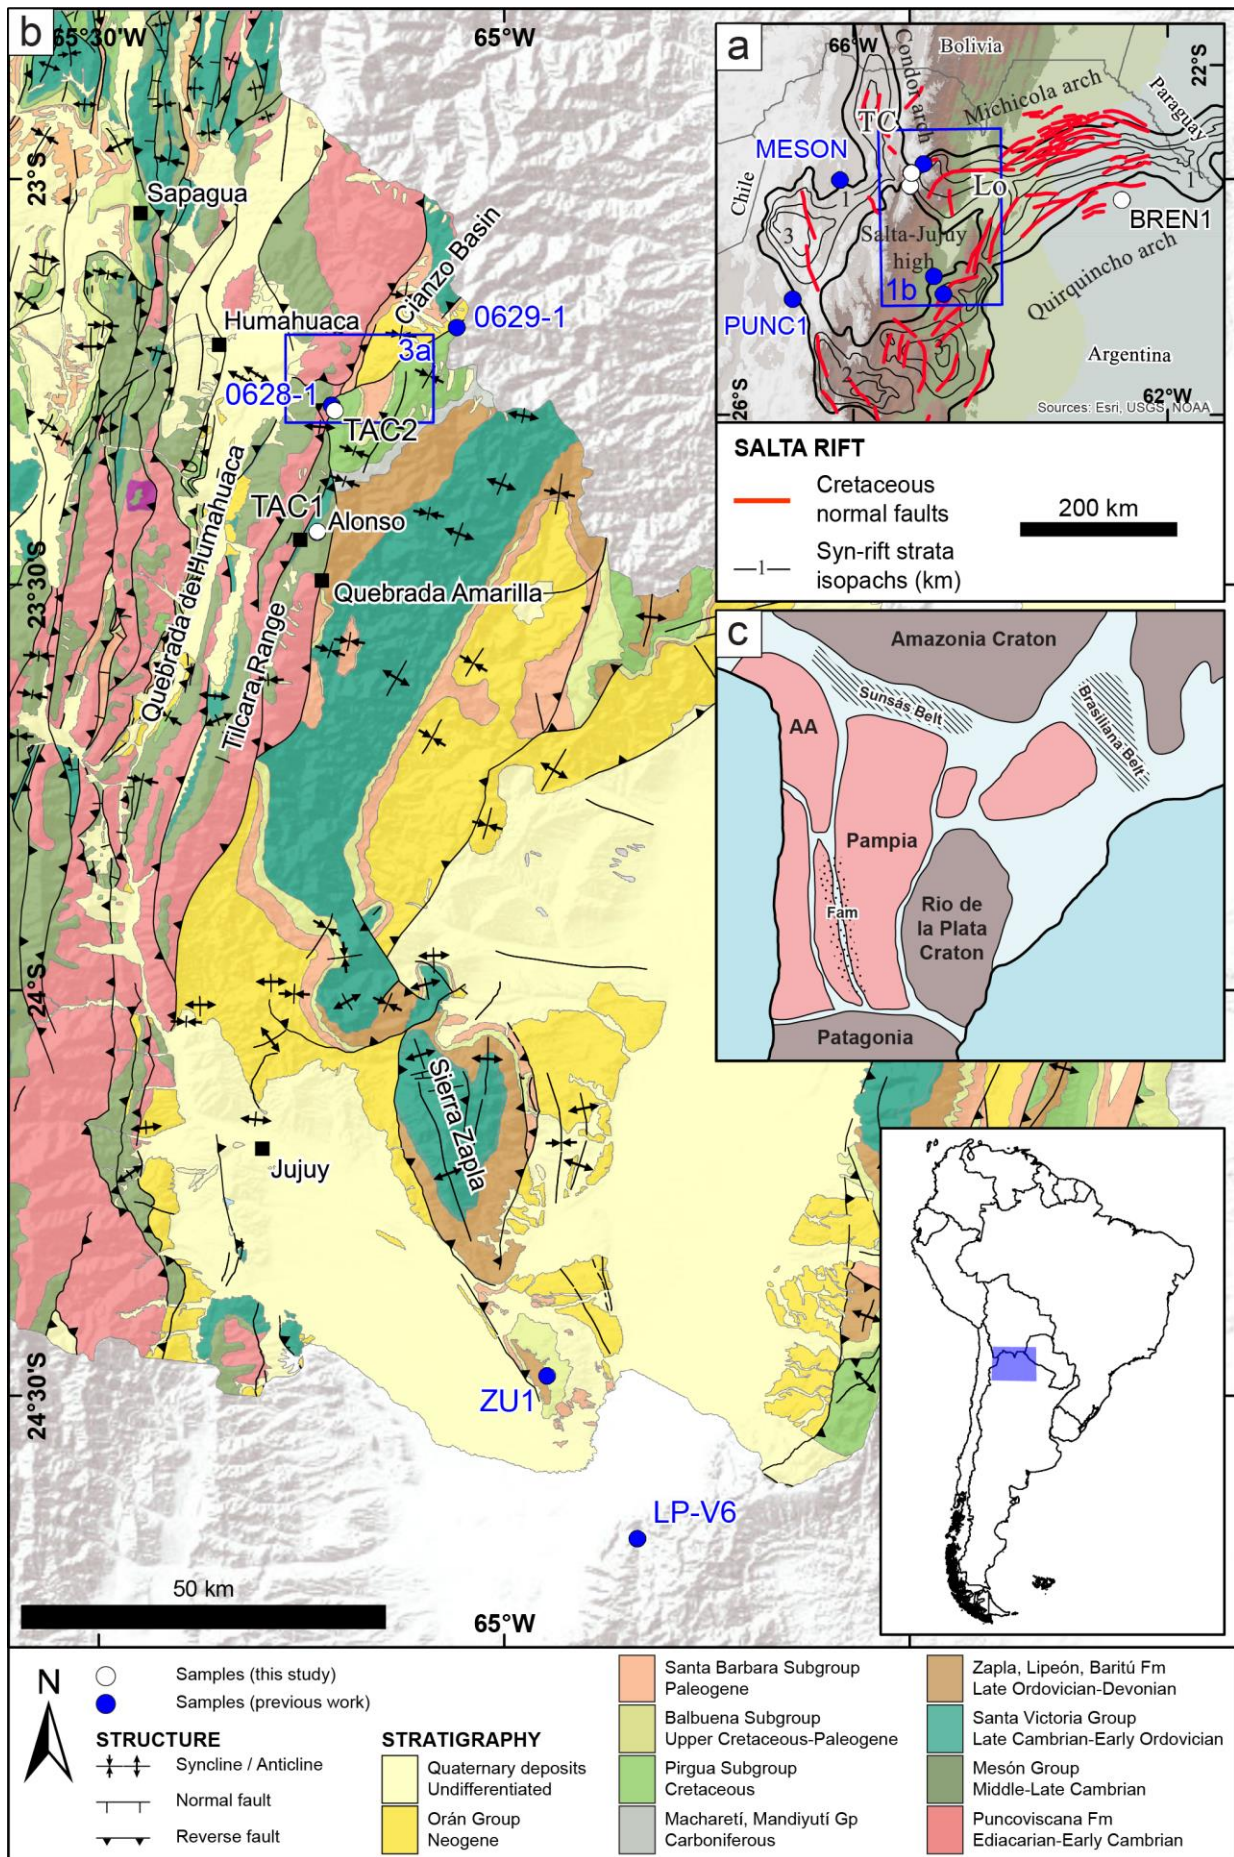 b
65°30'W
65°W
23°S
Sapagua
Cianzo Basin
Humahuaca
0629-1
3a
0628-1
TAC2
TAC1
Alonso
Quebrada de Humahuaca
23°30'S
Quebrada Amarilla
Tilcara Range
24°S
Sierra Zapla
Jujuy
24°30'S
ZU1
LP-V6
50 km
65°W
a
66°W
Condor arch
Bolivia
22°S
Michicola arch
Paraguay
TC
MESON
Chile
1
Lo
1
BREN1
3
Salta-Jujuy
high
Quirquincho arch
1b
PUNC1
2
Argentina
26°S
62°W
Sources: Esri, USGS, NOAA
SALTA RIFT
Cretaceous
normal faults
200 km
1
Syn-rift strata
isopachs (km)
c
Amazonia Craton
Sunsás Belt
Brasiliana Belt
AA
Pampia
Fam
Rio de
la Plata
Craton
Patagonia
N
Samples (this study)
Samples (previous work)
STRUCTURE
Syncline / Anticline
Normal fault
Reverse fault
STRATIGRAPHY
Quaternary deposits
Undifferentiated
Orán Group
Neogene
Santa Barbara Subgroup
Paleogene
Balbuena Subgroup
Upper Cretaceous-Paleogene
Pirgua Subgroup
Cretaceous
Macharetí, Mandiyutí Gp
Carboniferous
Zapla, Lipeón, Baritú Fm
Late Ordovician-Devonian
Santa Victoria Group
Late Cambrian-Early Ordovician
Mesón Group
Middle-Late Cambrian
Puncoviscana Fm
Ediacarian-Early Cambrian